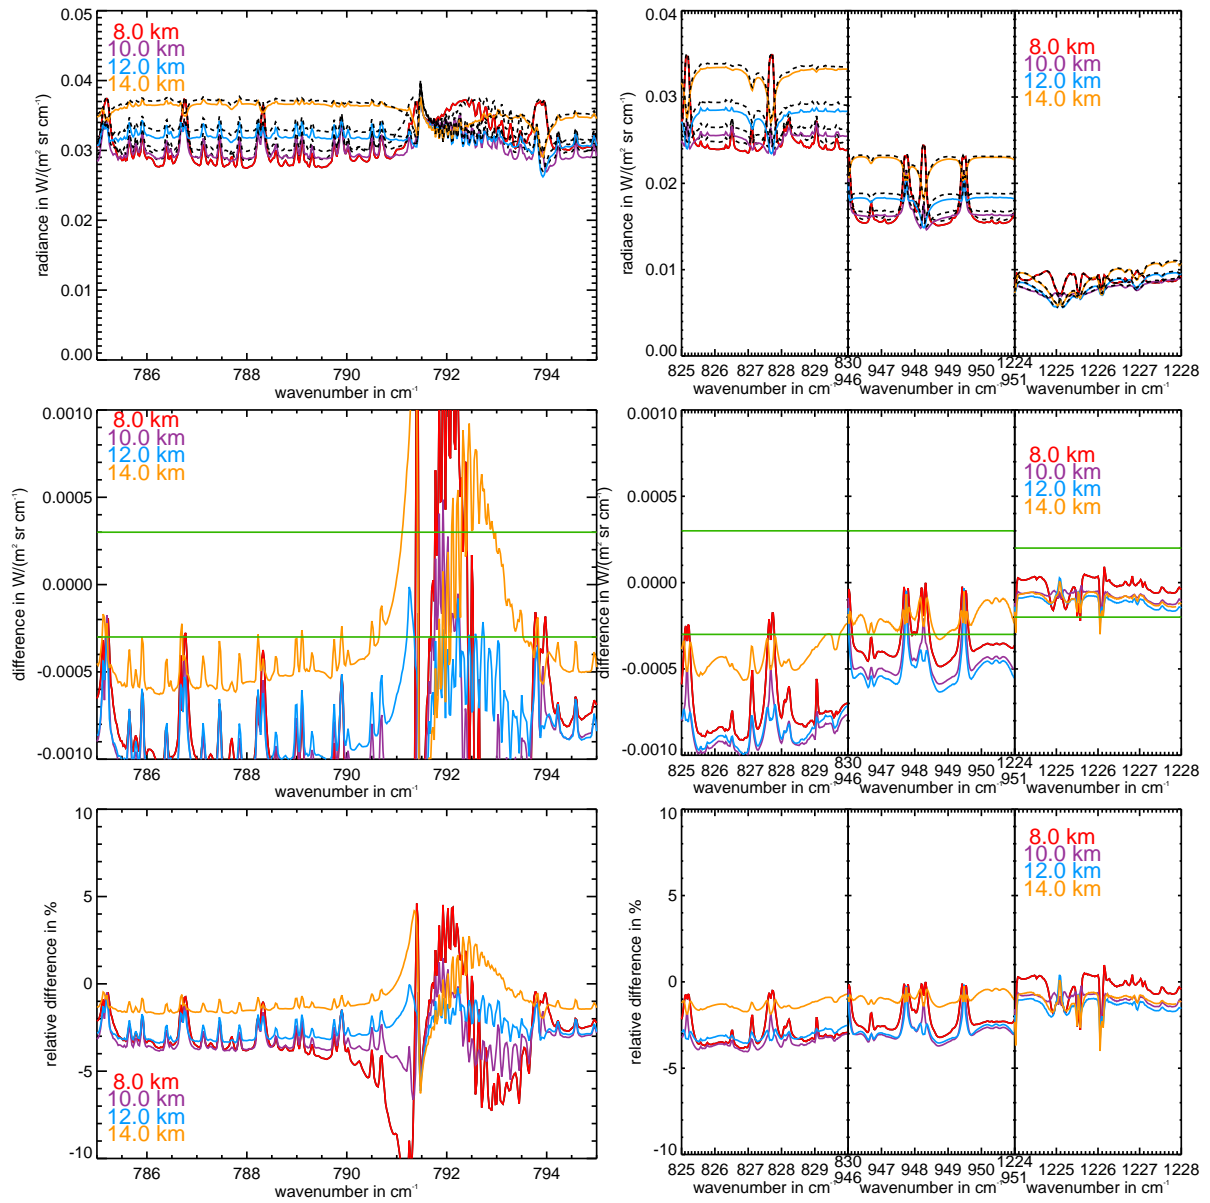 0.05
0.04
0.03
0.02
0.01
0.00
radiance in W/(m² sr cm⁻¹)
8.0 km
10.0 km
12.0 km
14.0 km
786 788 790 792 794
wavenumber in cm⁻¹
0.04
0.03
0.02
0.01
0.00
radiance in W/(m² sr cm⁻¹)
8.0 km
10.0 km
12.0 km
14.0 km
825 826 827 828 829 830
946 947 948 949 950 951
1224 1225 1226 1227 1228
wavenumber in cm⁻¹ wavenumber in cm⁻¹ wavenumber in cm⁻¹
0.0010
0.0005
0.0000
-0.0005
-0.0010
difference in W/(m² sr cm⁻¹)
8.0 km
10.0 km
12.0 km
14.0 km
786 788 790 792 794
wavenumber in cm⁻¹
0.0010
0.0005
0.0000
-0.0005
-0.0010
difference in W/(m² sr cm⁻¹)
8.0 km
10.0 km
12.0 km
14.0 km
825 826 827 828 829 830
946 947 948 949 950 951
1224 1225 1226 1227 1228
wavenumber in cm⁻¹ wavenumber in cm⁻¹ wavenumber in cm⁻¹
10
5
0
-5
-10
relative difference in %
8.0 km
10.0 km
12.0 km
14.0 km
786 788 790 792 794
wavenumber in cm⁻¹
10
5
0
-5
-10
relative difference in %
8.0 km
10.0 km
12.0 km
14.0 km
825 826 827 828 829 830
946 947 948 949 950 951
1224 1225 1226 1227 1228
wavenumber in cm⁻¹ wavenumber in cm⁻¹ wavenumber in cm⁻¹